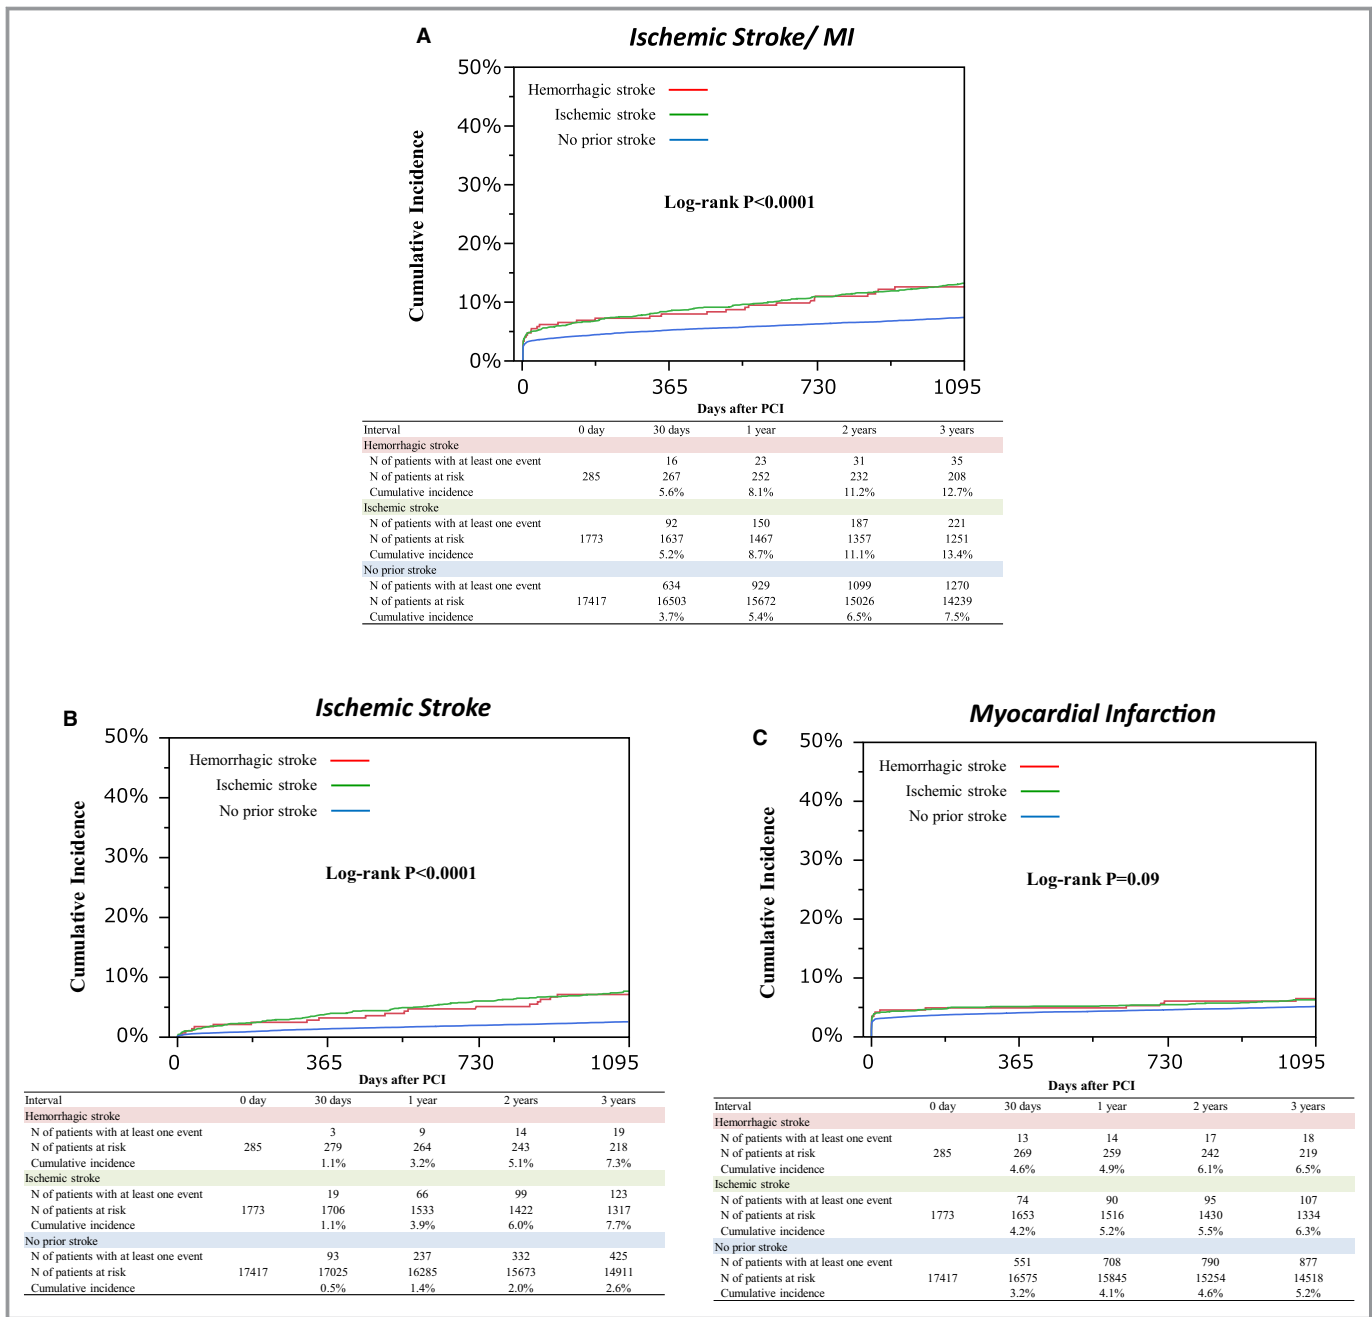 A
Ischemic Stroke/ MI
50%
40%
30%
20%
10%
0%
Cumulative Incidence
Hemorrhagic stroke
Ischemic stroke
No prior stroke
Log-rank P<0.0001
0 365 730 1095
Days after PCI
Interval 0 day 30 days 1 year 2 years 3 years
Hemorrhagic stroke
N of patients with at least one event 16 23 31 35
N of patients at risk 285 267 252 232 208
Cumulative incidence 5.6% 8.1% 11.2% 12.7%
Ischemic stroke
N of patients with at least one event 92 150 187 221
N of patients at risk 1773 1637 1467 1357 1251
Cumulative incidence 5.2% 8.7% 11.1% 13.4%
No prior stroke
N of patients with at least one event 634 929 1099 1270
N of patients at risk 17417 16503 15672 15026 14239
Cumulative incidence 3.7% 5.4% 6.5% 7.5%
B
Ischemic Stroke
50%
40%
30%
20%
10%
0%
Cumulative Incidence
Hemorrhagic stroke
Ischemic stroke
No prior stroke
Log-rank P<0.0001
0 365 730 1095
Days after PCI
Interval 0 day 30 days 1 year 2 years 3 years
Hemorrhagic stroke
N of patients with at least one event 3 9 14 19
N of patients at risk 285 279 264 243 218
Cumulative incidence 1.1% 3.2% 5.1% 7.3%
Ischemic stroke
N of patients with at least one event 19 66 99 123
N of patients at risk 1773 1706 1533 1422 1317
Cumulative incidence 1.1% 3.9% 6.0% 7.7%
No prior stroke
N of patients with at least one event 93 237 332 425
N of patients at risk 17417 17025 16285 15673 14911
Cumulative incidence 0.5% 1.4% 2.0% 2.6%
C
Myocardial Infarction
50%
40%
30%
20%
10%
0%
Cumulative Incidence
Hemorrhagic stroke
Ischemic stroke
No prior stroke
Log-rank P=0.09
0 365 730 1095
Days after PCI
Interval 0 day 30 days 1 year 2 years 3 years
Hemorrhagic stroke
N of patients with at least one event 13 14 17 18
N of patients at risk 285 269 259 242 219
Cumulative incidence 4.6% 4.9% 6.1% 6.5%
Ischemic stroke
N of patients with at least one event 74 90 95 107
N of patients at risk 1773 1653 1516 1430 1334
Cumulative incidence 4.2% 5.2% 5.5% 6.3%
No prior stroke
N of patients with at least one event 551 708 790 877
N of patients at risk 17417 16575 15845 15254 14518
Cumulative incidence 3.2% 4.1% 4.6% 5.2%